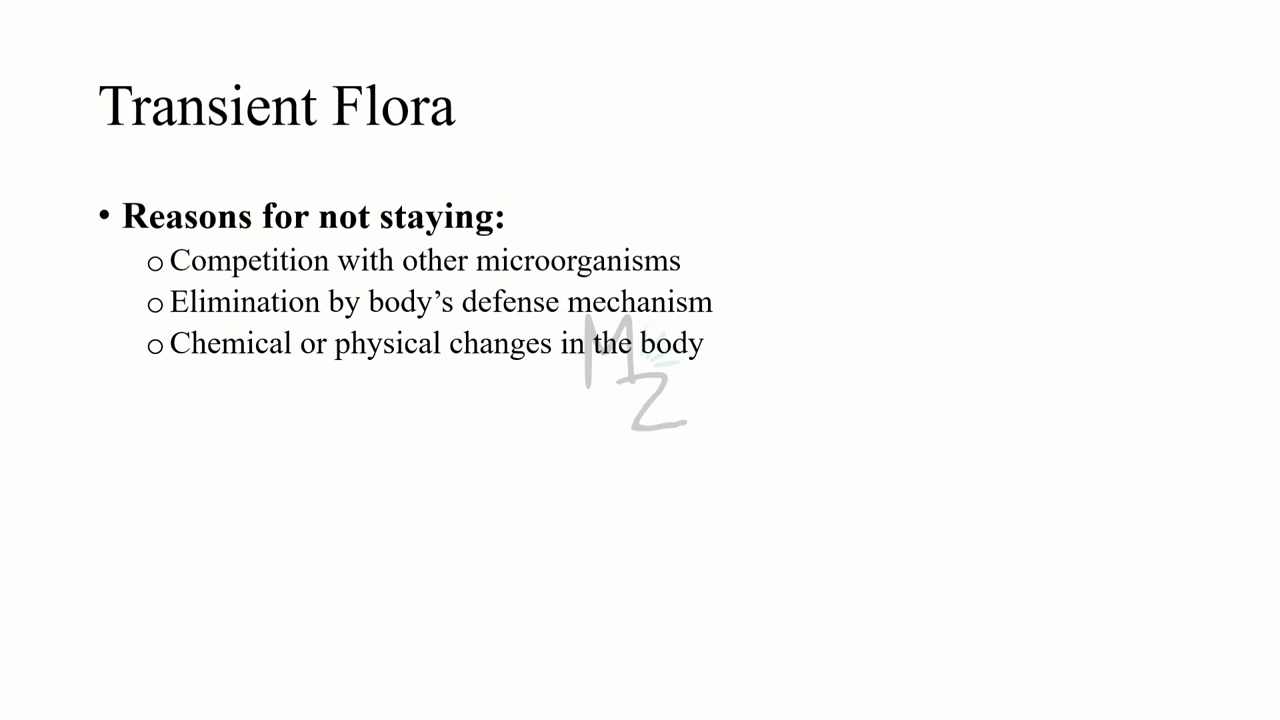 Transient Flora
• Reasons for not staying:
o Competition with other microorganisms
o Elimination by body’s defense mechanism
o Chemical or physical changes in the body
MZ